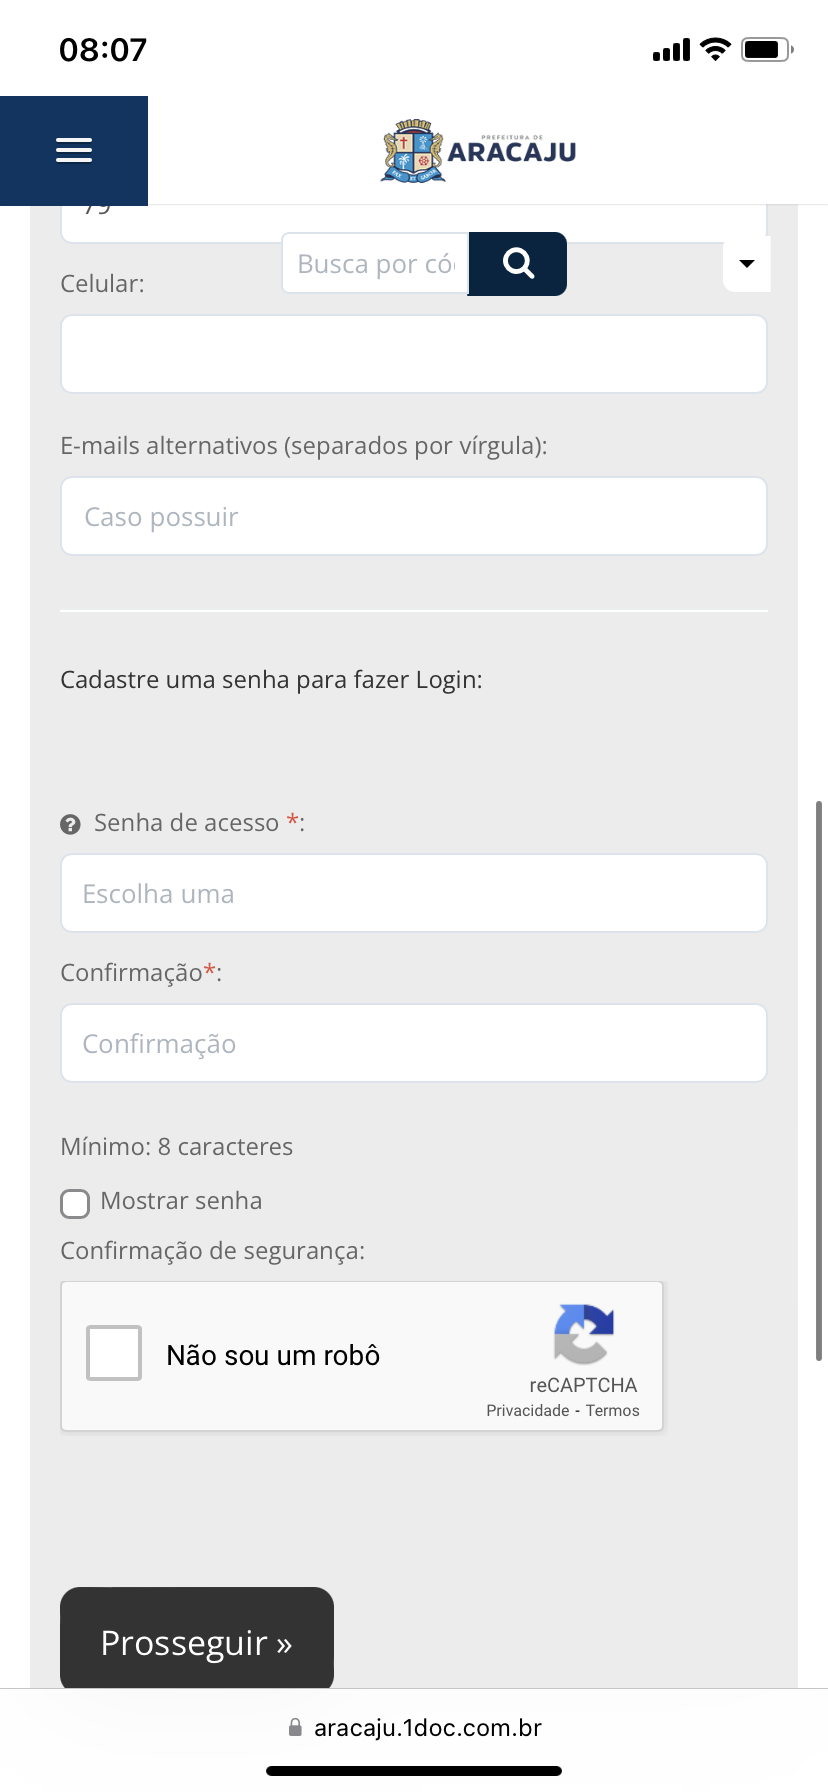 08:07
PREFEITURA DE
ARACAJU
79
Busca por có
Celular:
E-mails alternativos (separados por vírgula):
Caso possuir
Cadastre uma senha para fazer Login:
Senha de acesso *:
Escolha uma
Confirmação*:
Confirmação
Mínimo: 8 caracteres
Mostrar senha
Confirmação de segurança:
Não sou um robô
reCAPTCHA
Privacidade - Termos
Prosseguir »
aracaju.1doc.com.br